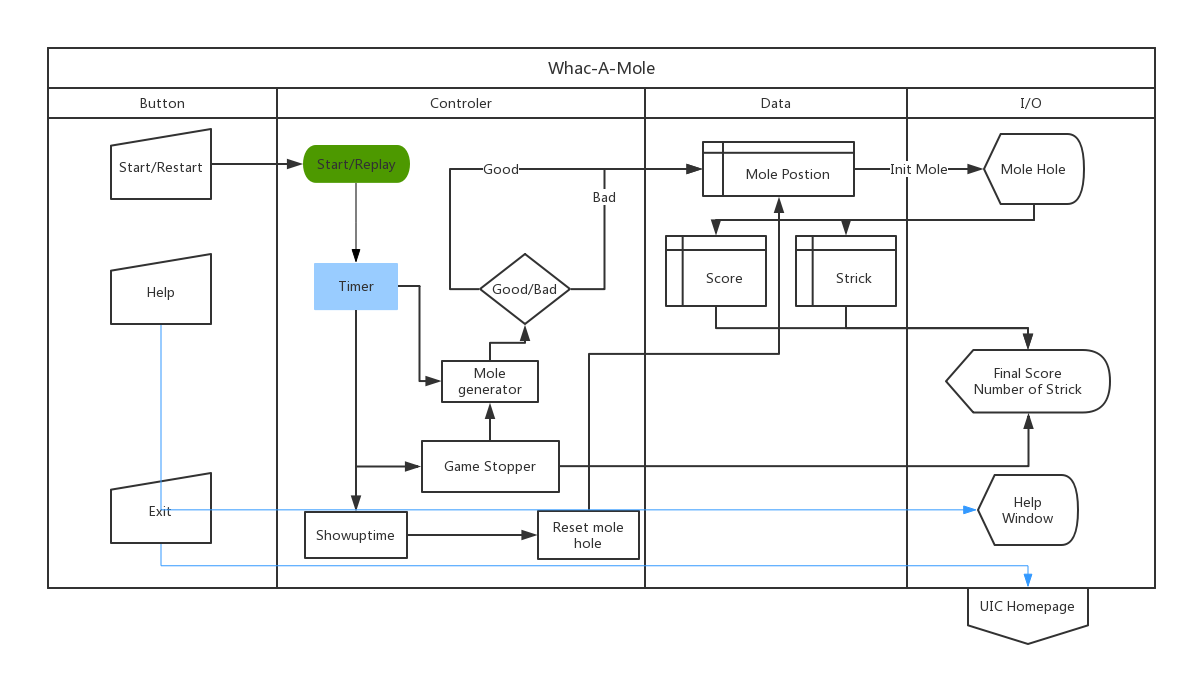 Whac-A-Mole
Button
Controler
Data
I/O
Start/Restart
Start/Replay
Good
Mole Postion
Init Mole
Mole Hole
Bad
Help
Timer
Good/Bad
Score
Strick
Mole
generator
Final Score
Number of Strick
Game Stopper
Exit
Showuptime
Reset mole
hole
Help
Window
UIC Homepage